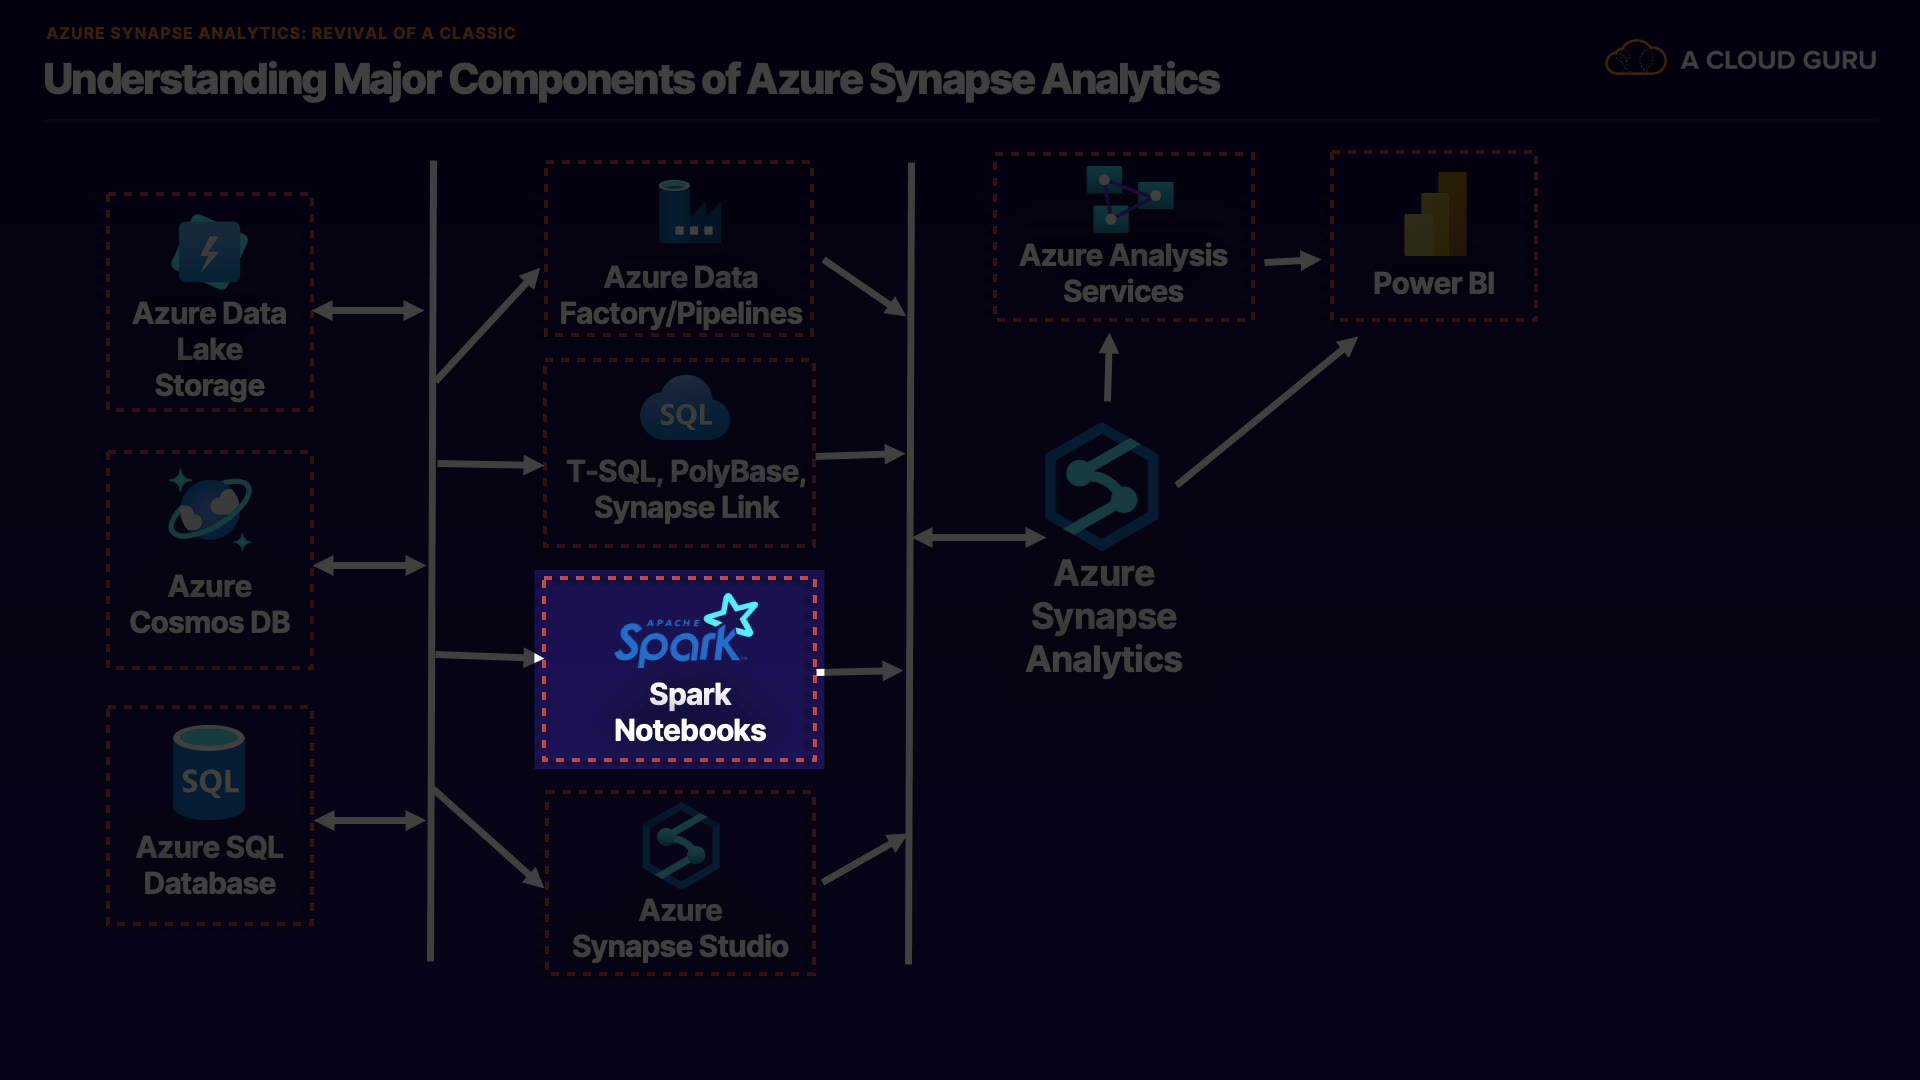 AZURE SYNAPSE ANALYTICS: REVIVAL OF A CLASSIC
Understanding Major Components of Azure Synapse Analytics
A CLOUD GURU
Azure Data
Lake
Storage
Azure
Cosmos DB
SQL
Azure SQL
Database
Azure Data
Factory/Pipelines
SQL
T-SQL, PolyBase,
Synapse Link
APACHE
Spark
Spark
Notebooks
Azure
Synapse Studio
Azure Analysis
Services
Power BI
Azure
Synapse
Analytics